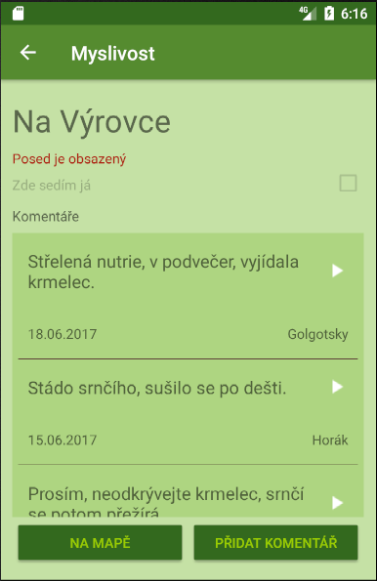 4G 6:16
Myslivost
Na Výrovce
Posed je obsazený
Zde sedím já
Komentáře
Střelená nutrie, v podvečer, vyjídala
krmelec.
18.06.2017 Golgotsky
Stádo srnčího, sušilo se po dešti.
15.06.2017 Horák
Prosím, neodkrývejte krmelec, srnčí
se potom přežírá
NA MAPĚ PŘIDAT KOMENTÁŘ